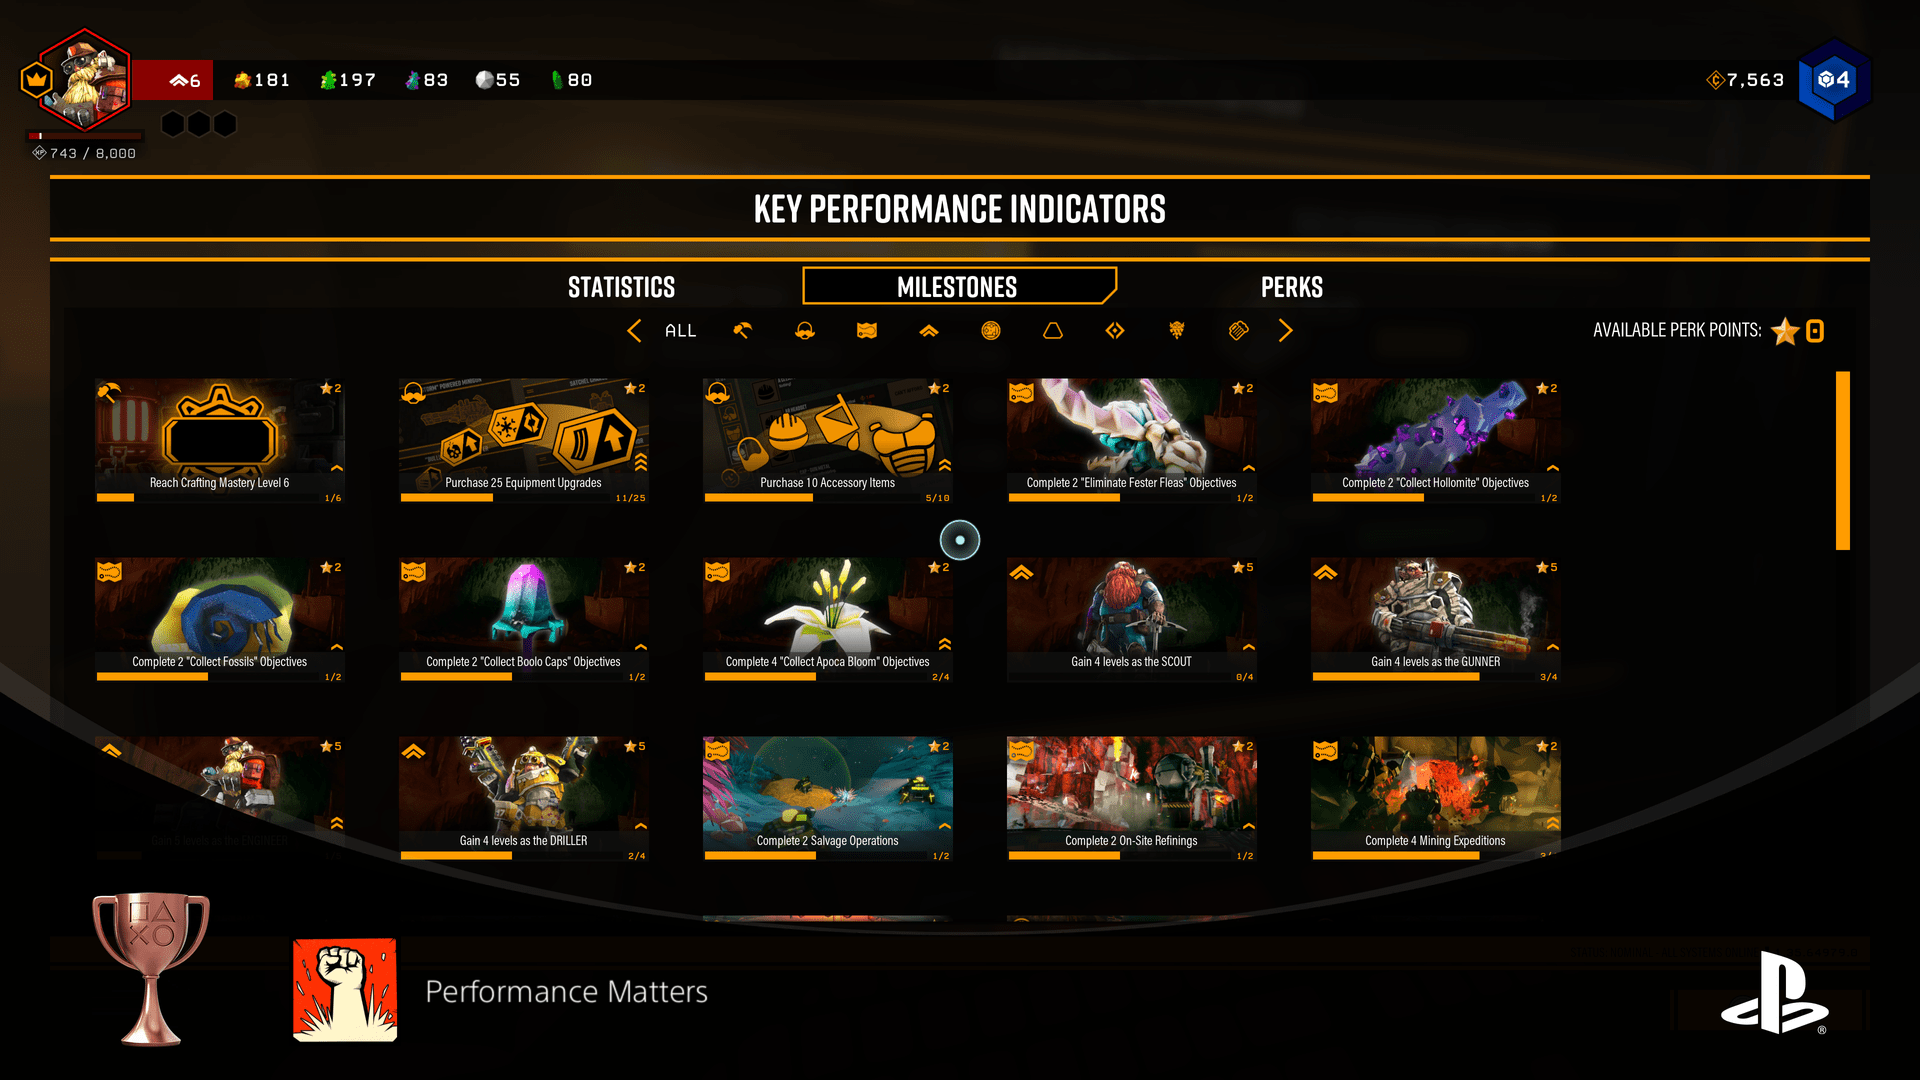 6 181 197 83 55 80
7,563 4
XP 743 / 8,000
KEY PERFORMANCE INDICATORS
STATISTICS MILESTONES PERKS
ALL
AVAILABLE PERK POINTS: 0
2 2 2 2 2
Reach Crafting Mastery Level 6
1/6
Purchase 25 Equipment Upgrades
11/25
Purchase 10 Accessory Items
5/10
Complete 2 "Eliminate Fester Fleas" Objectives
1/2
Complete 2 "Collect Hollomite" Objectives
1/2
2 2 2 5 5
Complete 2 "Collect Fossils" Objectives
1/2
Complete 2 "Collect Boolo Caps" Objectives
1/2
Complete 4 "Collect Apoca Bloom" Objectives
2/4
Gain 4 levels as the SCOUT
0/4
Gain 4 levels as the GUNNER
3/4
5 5 2 2 2
levels as the ENGINEER
Gain 4 levels as the DRILLER
2/4
Complete 2 Salvage Operations
1/2
Complete 2 On-Site Refinings
1/2
Complete 4 Mining Expeditions
Performance Matters